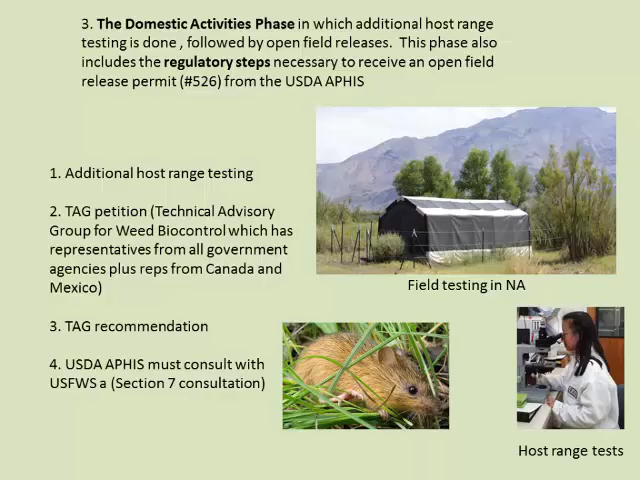 3. The Domestic Activities Phase in which additional host range
testing is done , followed by open field releases. This phase also
includes the regulatory steps necessary to receive an open field
release permit (#526) from the USDA APHIS
1. Additional host range testing
2. TAG petition (Technical Advisory
Group for Weed Biocontrol which has
representatives from all government
agencies plus reps from Canada and
Mexico)
3. TAG recommendation
4. USDA APHIS must consult with
USFWS a (Section 7 consultation)
Field testing in NA
Host range tests